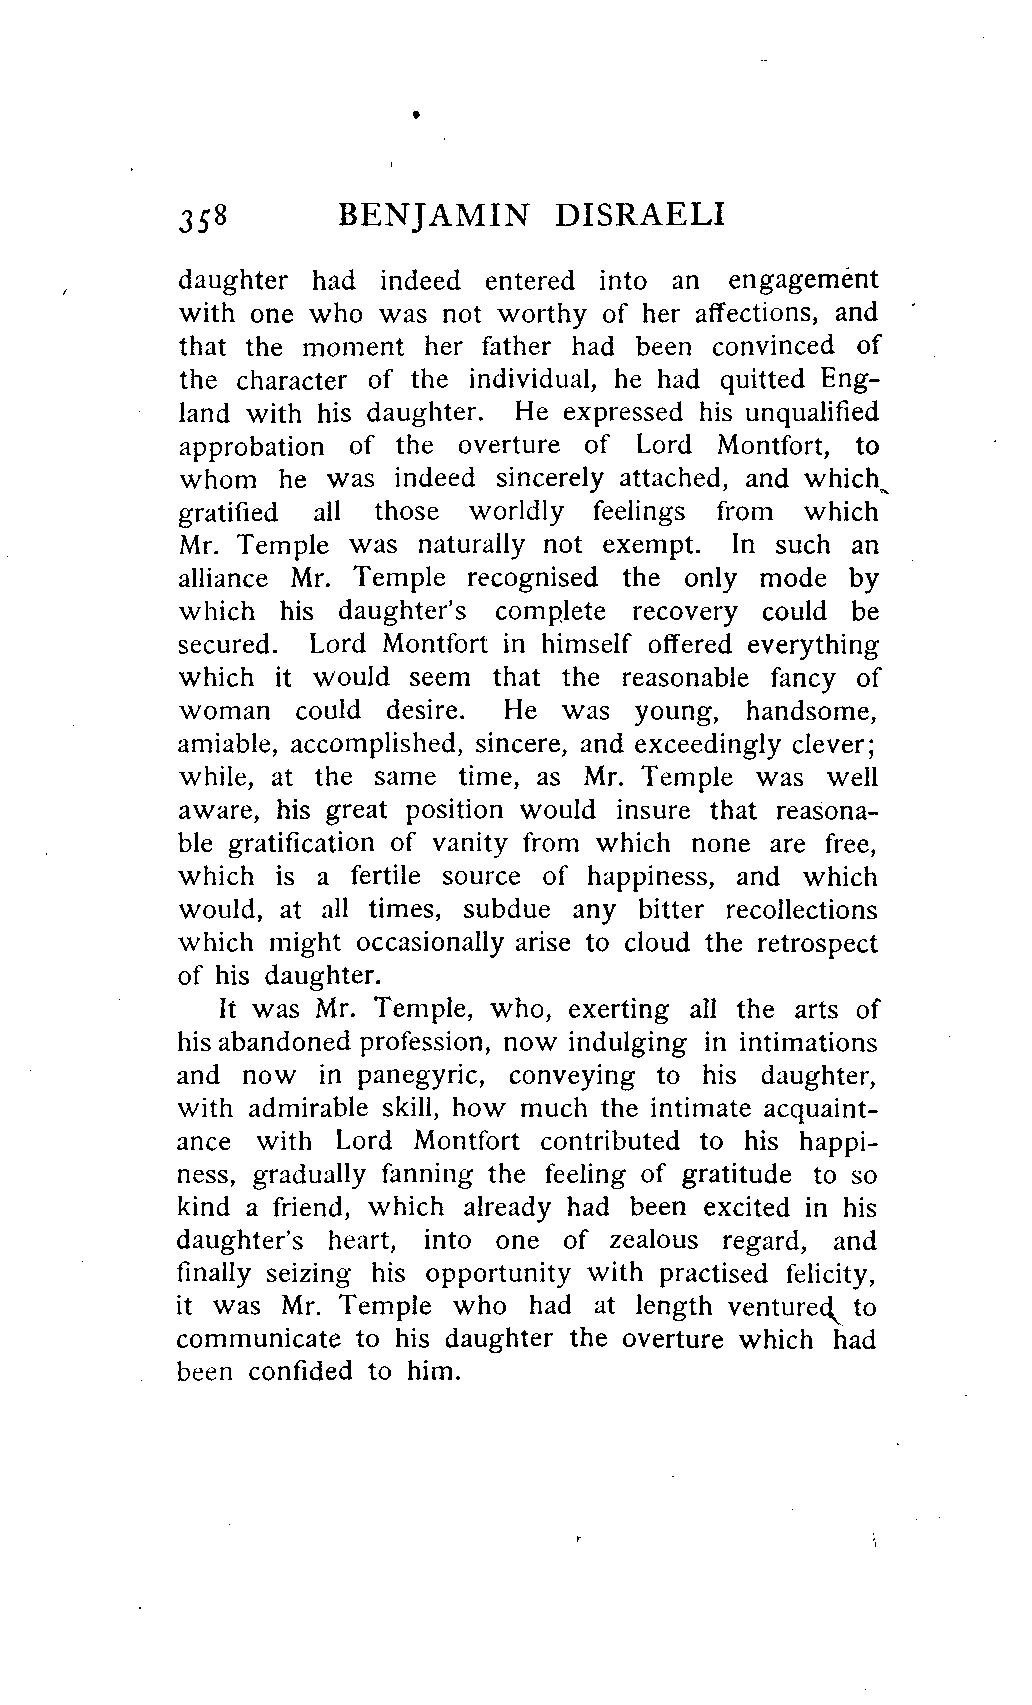 358 BENJAMIN DISRAELI
daughter had indeed entered into an engagement
with one who was not worthy of her affections, and
that the moment her father had been convinced of
the character of the individual, he had quitted Eng-
land with his daughter. He expressed his unqualified
approbation of the overture of Lord Montfort, to
whom he was indeed sincerely attached, and which
gratified all those worldly feelings from which
Mr. Temple was naturally not exempt. In such an
alliance Mr. Temple recognised the only mode by
which his daughter's complete recovery could be
secured. Lord Montfort in himself offered everything
which it would seem that the reasonable fancy of
woman could desire. He was young, handsome,
amiable, accomplished, sincere, and exceedingly clever;
while, at the same time, as Mr. Temple was well
aware, his great position would insure that reasona-
ble gratification of vanity from which none are free,
which is a fertile source of happiness, and which
would, at all times, subdue any bitter recollections
which might occasionally arise to cloud the retrospect
of his daughter.
It was Mr. Temple, who, exerting all the arts of
his abandoned profession, now indulging in intimations
and now in panegyric, conveying to his daughter,
with admirable skill, how much the intimate acquaint-
ance with Lord Montfort contributed to his happi-
ness, gradually fanning the feeling of gratitude to so
kind a friend, which already had been excited in his
daughter's heart, into one of zealous regard, and
finally seizing his opportunity with practised felicity,
it was Mr. Temple who had at length ventured to
communicate to his daughter the overture which had
been confided to him.